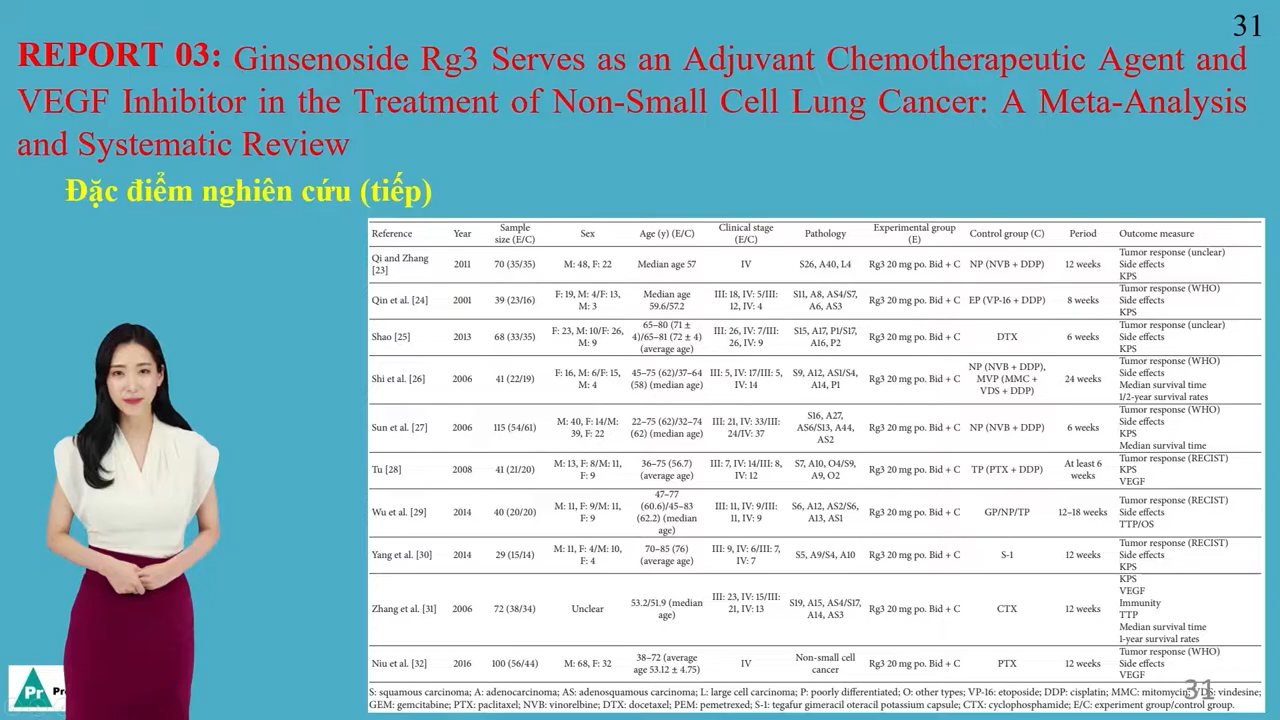 31
REPORT 03: Ginsenoside Rg3 Serves as an Adjuvant Chemotherapeutic Agent and
VEGF Inhibitor in the Treatment of Non-Small Cell Lung Cancer: A Meta-Analysis
and Systematic Review
Đặc điểm nghiên cứu (tiếp)
Reference Year Sample size (E/C) Sex Age (y) (E/C) Clinical stage (E/C) Pathology Experimental group (E) Control group (C) Period Outcome measure
Qi and Zhang [23] 2011 70 (35/35) M: 48, F: 22 Median age 57 IV S26, A40, L4 Rg3 20 mg po. Bid + C NP (NVB + DDP) 12 weeks Tumor response (unclear) Side effects KPS
Qin et al. [24] 2001 39 (23/16) F: 19, M: 4/F: 13, M: 3 Median age 59.6/57.2 III: 18, IV: 5/III: 12, IV: 4 S11, A8, AS4/S7, A6, AS3 Rg3 20 mg po. Bid + C EP (VP-16 + DDP) 8 weeks Tumor response (WHO) Side effects KPS
Shao [25] 2013 68 (33/35) F: 23, M: 10/F: 26, M: 9 65–80 (71 ± 4)/65–81 (72 ± 4) (average age) III: 26, IV: 7/III: 26, IV: 9 S15, A17, P1/S17, A16, P2 Rg3 20 mg po. Bid + C DTX 6 weeks Tumor response (unclear) Side effects KPS
Shi et al. [26] 2006 41 (22/19) F: 16, M: 6/F: 15, M: 4 45–75 (62)/37–64 (58) (median age) III: 5, IV: 17/III: 5, IV: 14 S9, A12, AS1/S4, A14, P1 Rg3 20 mg po. Bid + C NP (NVB + DDP), MVP (MMC + VDS + DDP) 24 weeks Tumor response (WHO) Side effects Median survival time 1/2-year survival rates
Sun et al. [27] 2006 115 (54/61) M: 40, F: 14/M: 39, F: 22 22–75 (62)/32–74 (62) (median age) III: 21, IV: 33/III: 24/IV: 37 S16, A27, AS6/S13, A44, AS2 Rg3 20 mg po. Bid + C NP (NVB + DDP) 6 weeks Tumor response (WHO) Side effects KPS Median survival time
Tu [28] 2008 41 (21/20) M: 13, F: 8/M: 11, F: 9 36–75 (56.7) (average age) III: 7, IV: 14/III: 8, IV: 12 S7, A10, O4/S9, A9, O2 Rg3 20 mg po. Bid + C TP (PTX + DDP) At least 6 weeks Tumor response (RECIST) KPS VEGF
Wu et al. [29] 2014 40 (20/20) M: 11, F: 9/M: 11, F: 9 47–77 (60.6)/45–83 (62.2) (median age) III: 11, IV: 9/III: 11, IV: 9 S6, A12, AS2/S6, A13, AS1 Rg3 20 mg po. Bid + C GP/NP/TP 12–18 weeks Tumor response (RECIST) Side effects TTP/OS
Yang et al. [30] 2014 29 (15/14) M: 11, F: 4/M: 10, F: 4 70–85 (76) (average age) III: 9, IV: 6/III: 7, IV: 7 S5, A9/S4, A10 Rg3 20 mg po. Bid + C S-1 12 weeks Tumor response (RECIST) Side effects KPS
Zhang et al. [31] 2006 72 (38/34) Unclear 53.2/51.9 (median age) III: 23, IV: 15/III: 21, IV: 13 S19, A15, AS4/S17, A14, AS3 Rg3 20 mg po. Bid + C CTX 12 weeks KPS VEGF Immunity TTP Median survival time 1-year survival rates
Niu et al. [32] 2016 100 (56/44) M: 68, F: 32 38–72 (average age 53.12 ± 4.75) IV Non-small cell cancer Rg3 20 mg po. Bid + C PTX 12 weeks Tumor response (WHO) Side effects VEGF
S: squamous carcinoma; A: adenocarcinoma; AS: adenosquamous carcinoma; L: large cell carcinoma; P: poorly differentiated; O: other types; VP-16: etoposide; DDP: cisplatin; MMC: mitomycin; VDS: vindesine;
GEM: gemcitabine; PTX: paclitaxel; NVB: vinorelbine; DTX: docetaxel; PEM: pemetrexed; S-1: tegafur gimeracil oteracil potassium capsule; CTX: cyclophosphamide; E/C: experiment group/control group.
31
Pr